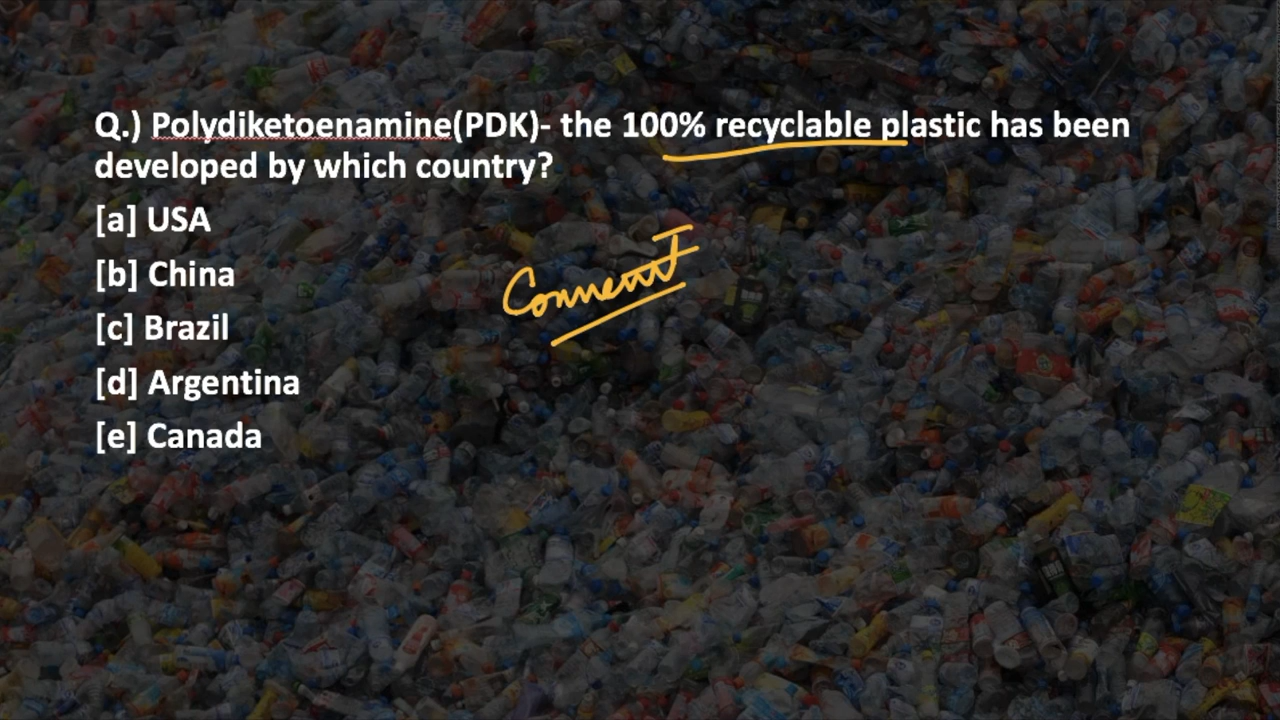 Q.) Polydiketoenamine(PDK)- the 100% recyclable plastic has been
developed by which country?
[a] USA
[b] China
Comment
[c] Brazil
[d] Argentina
[e] Canada